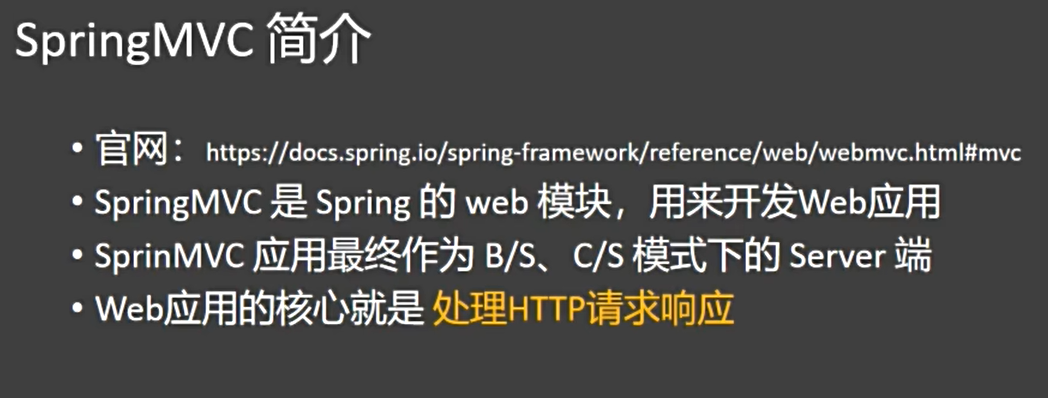 SpringMVC 简介
• 官网：https://docs.spring.io/spring-framework/reference/web/webmvc.html#mvc
• SpringMVC 是 Spring 的 web 模块，用来开发Web应用
• SprinMVC 应用最终作为 B/S、C/S 模式下的 Server 端
• Web应用的核心就是 处理HTTP请求响应